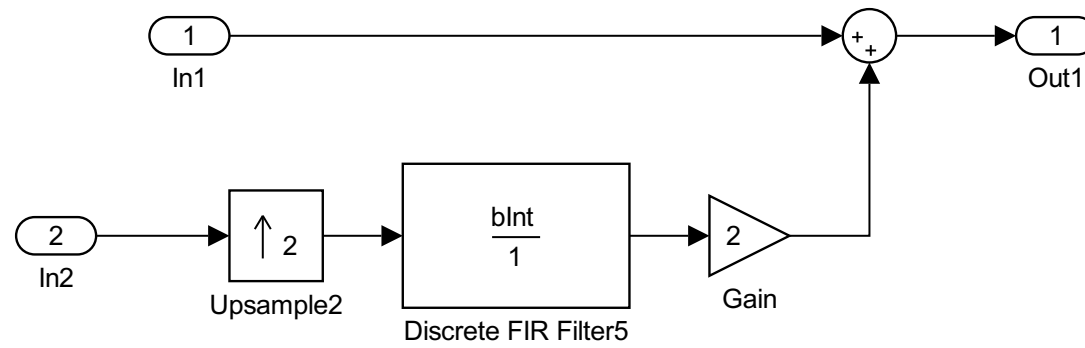 1
In1
+
+
1
Out1
2
In2
↑ 2
Upsample2
bInt
1
Discrete FIR Filter5
2
Gain